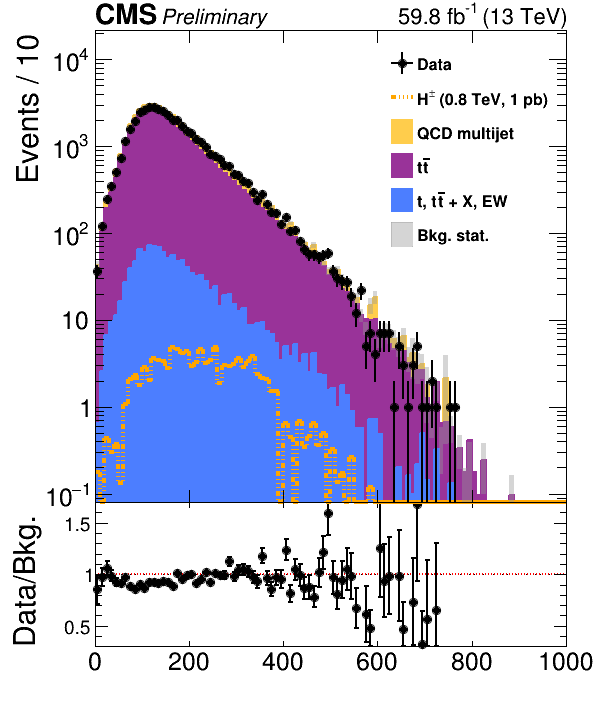 CMS Preliminary 59.8 fb⁻¹ (13 TeV)
Events / 10
10⁴
10³
10²
10
1
10⁻¹
Data
H± (0.8 TeV, 1 pb)
QCD multijet
tt̄
t, tt̄ + X, EW
Bkg. stat.
Data/Bkg.
1.5
1
0.5
0 200 400 600 800 1000